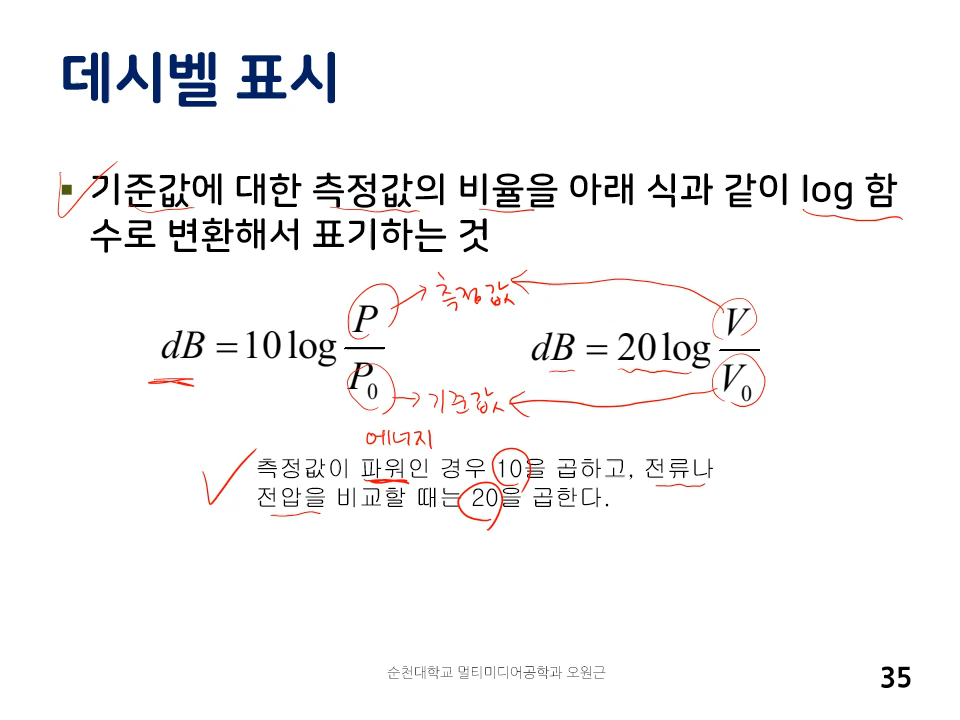 데시벨 표시
▪ 기준값에 대한 측정값의 비율을 아래 식과 같이 log 함
수로 변환해서 표기하는 것
측정값
dB = 10 log P/P₀
dB = 20 log V/V₀
기준값
에너지
측정값이 파워인 경우 10을 곱하고, 전류나
전압을 비교할 때는 20을 곱한다.
순천대학교 멀티미디어공학과 오원근
35